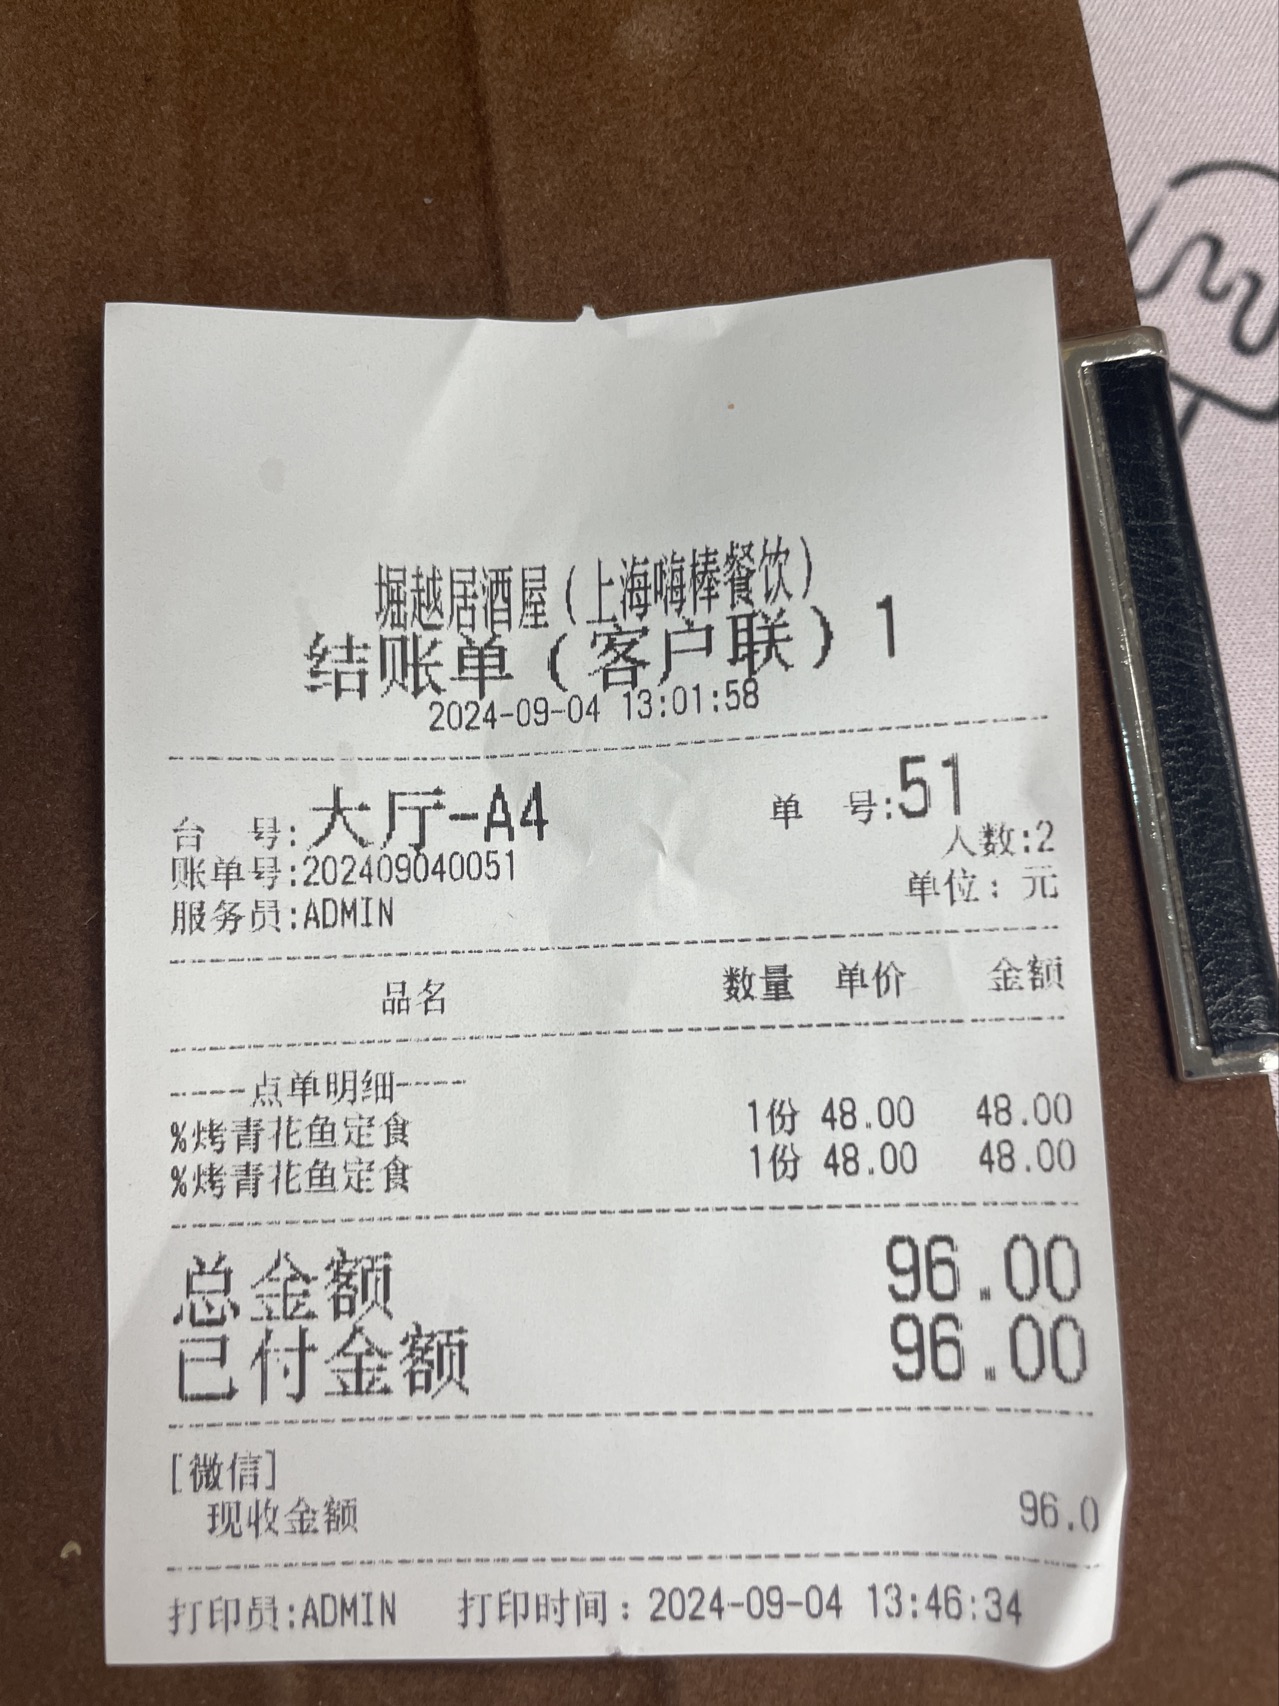 堀越居酒屋(上海嗨棒餐饮)
结账单(客户联)1
2024-09-04 13:01:58
台 号:大厅-A4 单 号:51
人数:2
账单号:202409040051
单位: 元
服务员:ADMIN
品名 数量 单价 金额
-----点单明细-----
%烤青花鱼定食 1份 48.00 48.00
%烤青花鱼定食 1份 48.00 48.00
总金额 96.00
已付金额 96.00
[微信]
现收金额 96.0
打印员:ADMIN 打印时间: 2024-09-04 13:46:34